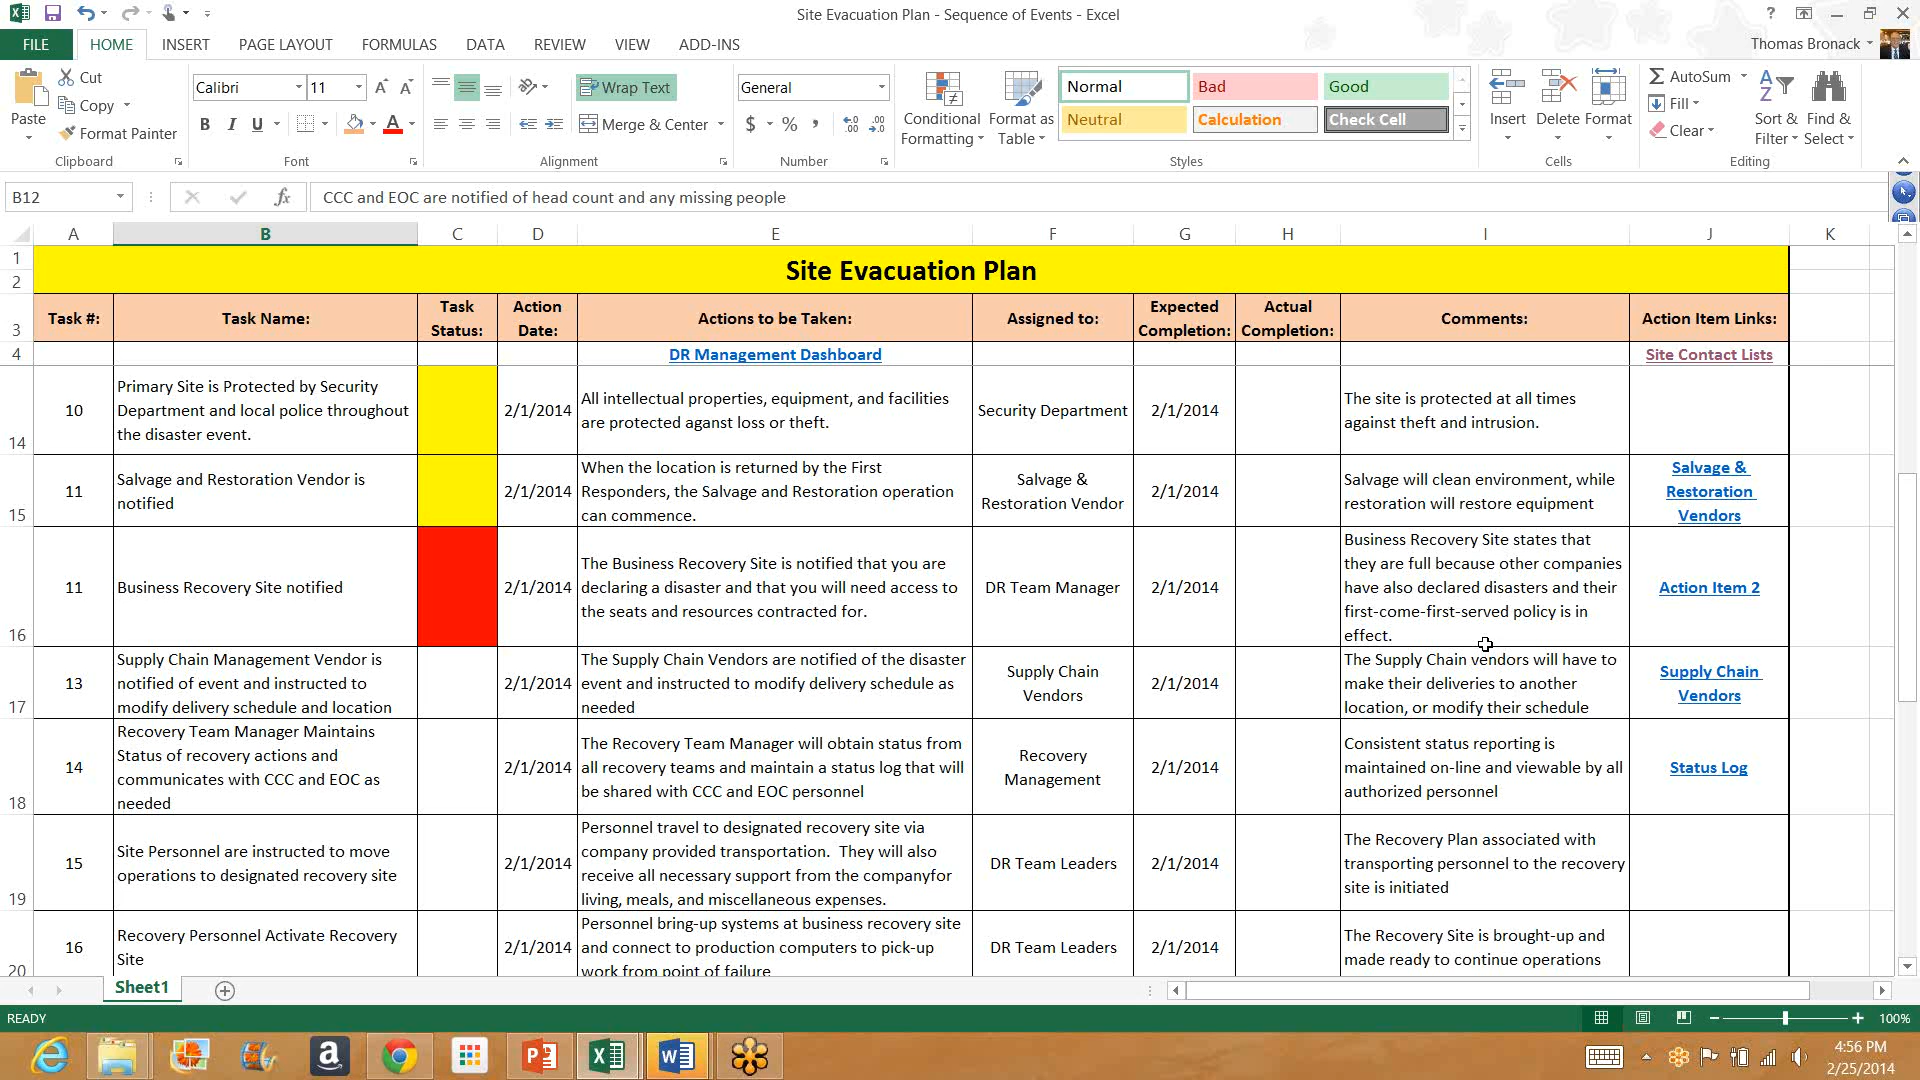 Site Evacuation Plan - Sequence of Events - Excel
?
FILE
HOME
INSERT
PAGE LAYOUT
FORMULAS
DATA
REVIEW
VIEW
ADD-INS
Thomas Bronack
Paste
Cut
Copy
Format Painter
Clipboard
Calibri
11
B I U
Font
Wrap Text
Merge & Center
Alignment
General
$ % ,
Number
Conditional
Formatting
Format as
Table
Normal
Bad
Good
Neutral
Calculation
Check Cell
Styles
Insert
Delete
Format
Cells
AutoSum
Fill
Clear
Sort &
Filter
Find &
Select
Editing
B12
CCC and EOC are notified of head count and any missing people
A B C D E F G H I J K
1
2
Site Evacuation Plan
3
Task #:
Task Name:
Task
Status:
Action
Date:
Actions to be Taken:
Assigned to:
Expected
Completion:
Actual
Completion:
Comments:
Action Item Links:
4
DR Management Dashboard
Site Contact Lists
14
10
Primary Site is Protected by Security
Department and local police throughout
the disaster event.
2/1/2014
All intellectual properties, equipment, and facilities
are protected aganst loss or theft.
Security Department
2/1/2014
The site is protected at all times
against theft and intrusion.
15
11
Salvage and Restoration Vendor is
notified
2/1/2014
When the location is returned by the First
Responders, the Salvage and Restoration operation
can commence.
Salvage &
Restoration Vendor
2/1/2014
Salvage will clean environment, while
restoration will restore equipment
Salvage &
Restoration
Vendors
16
11
Business Recovery Site notified
2/1/2014
The Business Recovery Site is notified that you are
declaring a disaster and that you will need access to
the seats and resources contracted for.
DR Team Manager
2/1/2014
Business Recovery Site states that
they are full because other companies
have also declared disasters and their
first-come-first-served policy is in
effect.
Action Item 2
17
13
Supply Chain Management Vendor is
notified of event and instructed to
modify delivery schedule and location
2/1/2014
The Supply Chain Vendors are notified of the disaster
event and instructed to modify delivery schedule as
needed
Supply Chain
Vendors
2/1/2014
The Supply Chain vendors will have to
make their deliveries to another
location, or modify their schedule
Supply Chain
Vendors
18
14
Recovery Team Manager Maintains
Status of recovery actions and
communicates with CCC and EOC as
needed
2/1/2014
The Recovery Team Manager will obtain status from
all recovery teams and maintain a status log that will
be shared with CCC and EOC personnel
Recovery
Management
2/1/2014
Consistent status reporting is
maintained on-line and viewable by all
authorized personnel
Status Log
19
15
Site Personnel are instructed to move
operations to designated recovery site
2/1/2014
Personnel travel to designated recovery site via
company provided transportation. They will also
receive all necessary support from the companyfor
living, meals, and miscellaneous expenses.
DR Team Leaders
2/1/2014
The Recovery Plan associated with
transporting personnel to the recovery
site is initiated
20
16
Recovery Personnel Activate Recovery
Site
2/1/2014
Personnel bring-up systems at business recovery site
and connect to production computers to pick-up
work from point of failure
DR Team Leaders
2/1/2014
The Recovery Site is brought-up and
made ready to continue operations
Sheet1
READY
100%
4:56 PM
2/25/2014